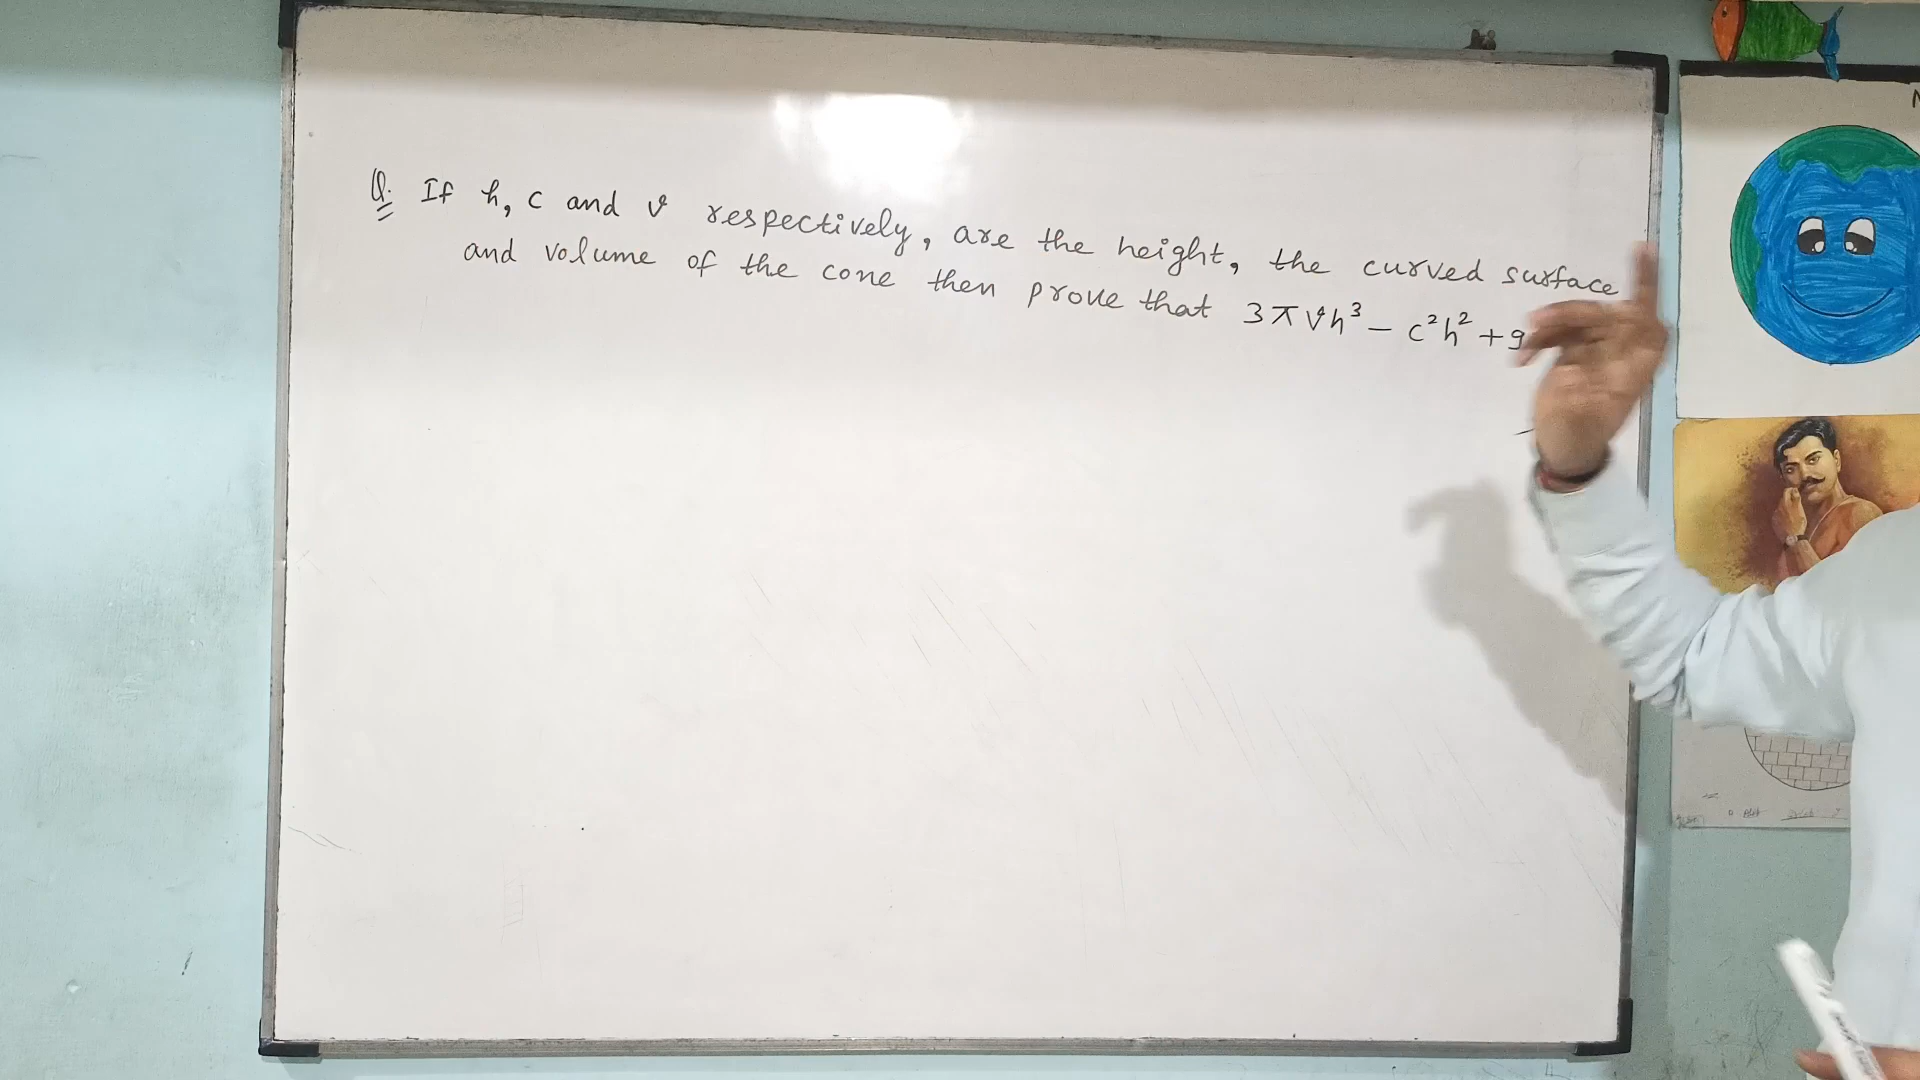 Q. If h, c and v respectively, are the height, the curved surface
and volume of the cone then prove that 3πvh³ - c²h² + 9